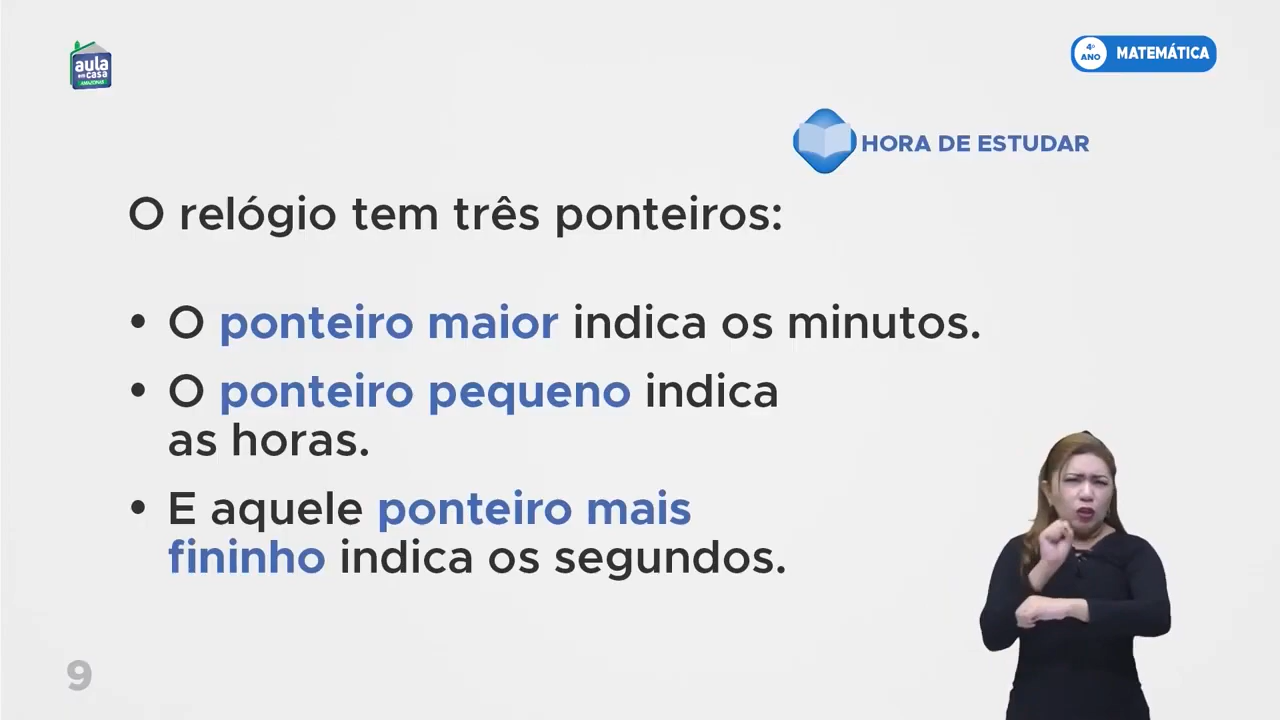 aula
em casa
AMAZONAS
4º
ANO
MATEMÁTICA
HORA DE ESTUDAR
O relógio tem três ponteiros:
• O ponteiro maior indica os minutos.
• O ponteiro pequeno indica
as horas.
• E aquele ponteiro mais
fininho indica os segundos.
9